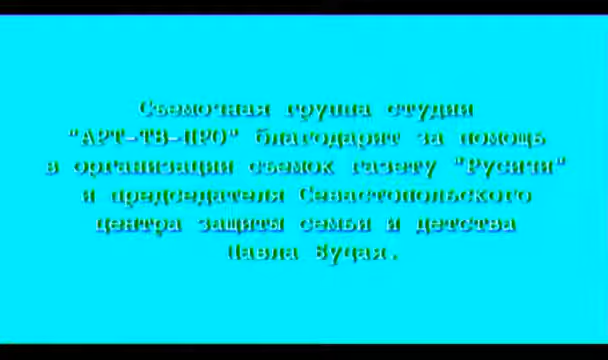 Съемочная группа студии
"АРТ-ТВ-ПРО" благодарит за помощь
в организации съемок газету "Русичи"
и председателя Севастопольского
центра защиты семьи и детства
Павла Буцая.